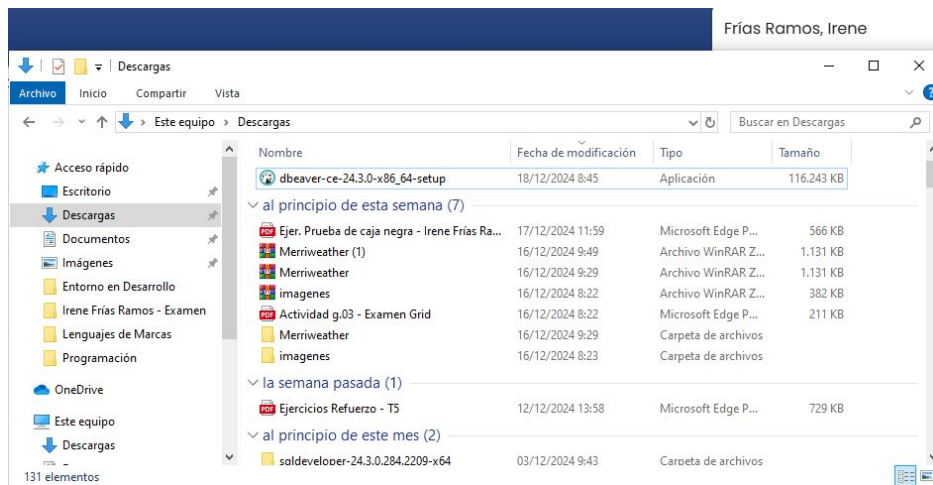 Frías Ramos, Irene
Descargas
Archivo Inicio Compartir Vista
Este equipo > Descargas Buscar en Descargas
Nombre Fecha de modificación Tipo Tamaño
Acceso rápido
Escritorio
Descargas
Documentos
Imágenes
Entorno en Desarrollo
Irene Frías Ramos - Examen
Lenguajes de Marcas
Programación
OneDrive
Este equipo
Descargas
dbeaver-ce-24.3.0-x86_64-setup 18/12/2024 8:45 Aplicación 116.243 KB
al principio de esta semana (7)
PDF Ejer. Prueba de caja negra - Irene Frías Ra... 17/12/2024 11:59 Microsoft Edge P... 566 KB
Merriweather (1) 16/12/2024 9:49 Archivo WinRAR Z... 1.131 KB
Merriweather 16/12/2024 9:29 Archivo WinRAR Z... 1.131 KB
imagenes 16/12/2024 8:22 Archivo WinRAR Z... 382 KB
PDF Actividad g.03 - Examen Grid 16/12/2024 8:22 Microsoft Edge P... 211 KB
Merriweather 16/12/2024 9:29 Carpeta de archivos
imagenes 16/12/2024 8:23 Carpeta de archivos
la semana pasada (1)
PDF Ejercicios Refuerzo - T5 12/12/2024 13:58 Microsoft Edge P... 729 KB
al principio de este mes (2)
sqldeveloper-24.3.0.284.2209-x64 03/12/2024 9:43 Carpeta de archivos
131 elementos